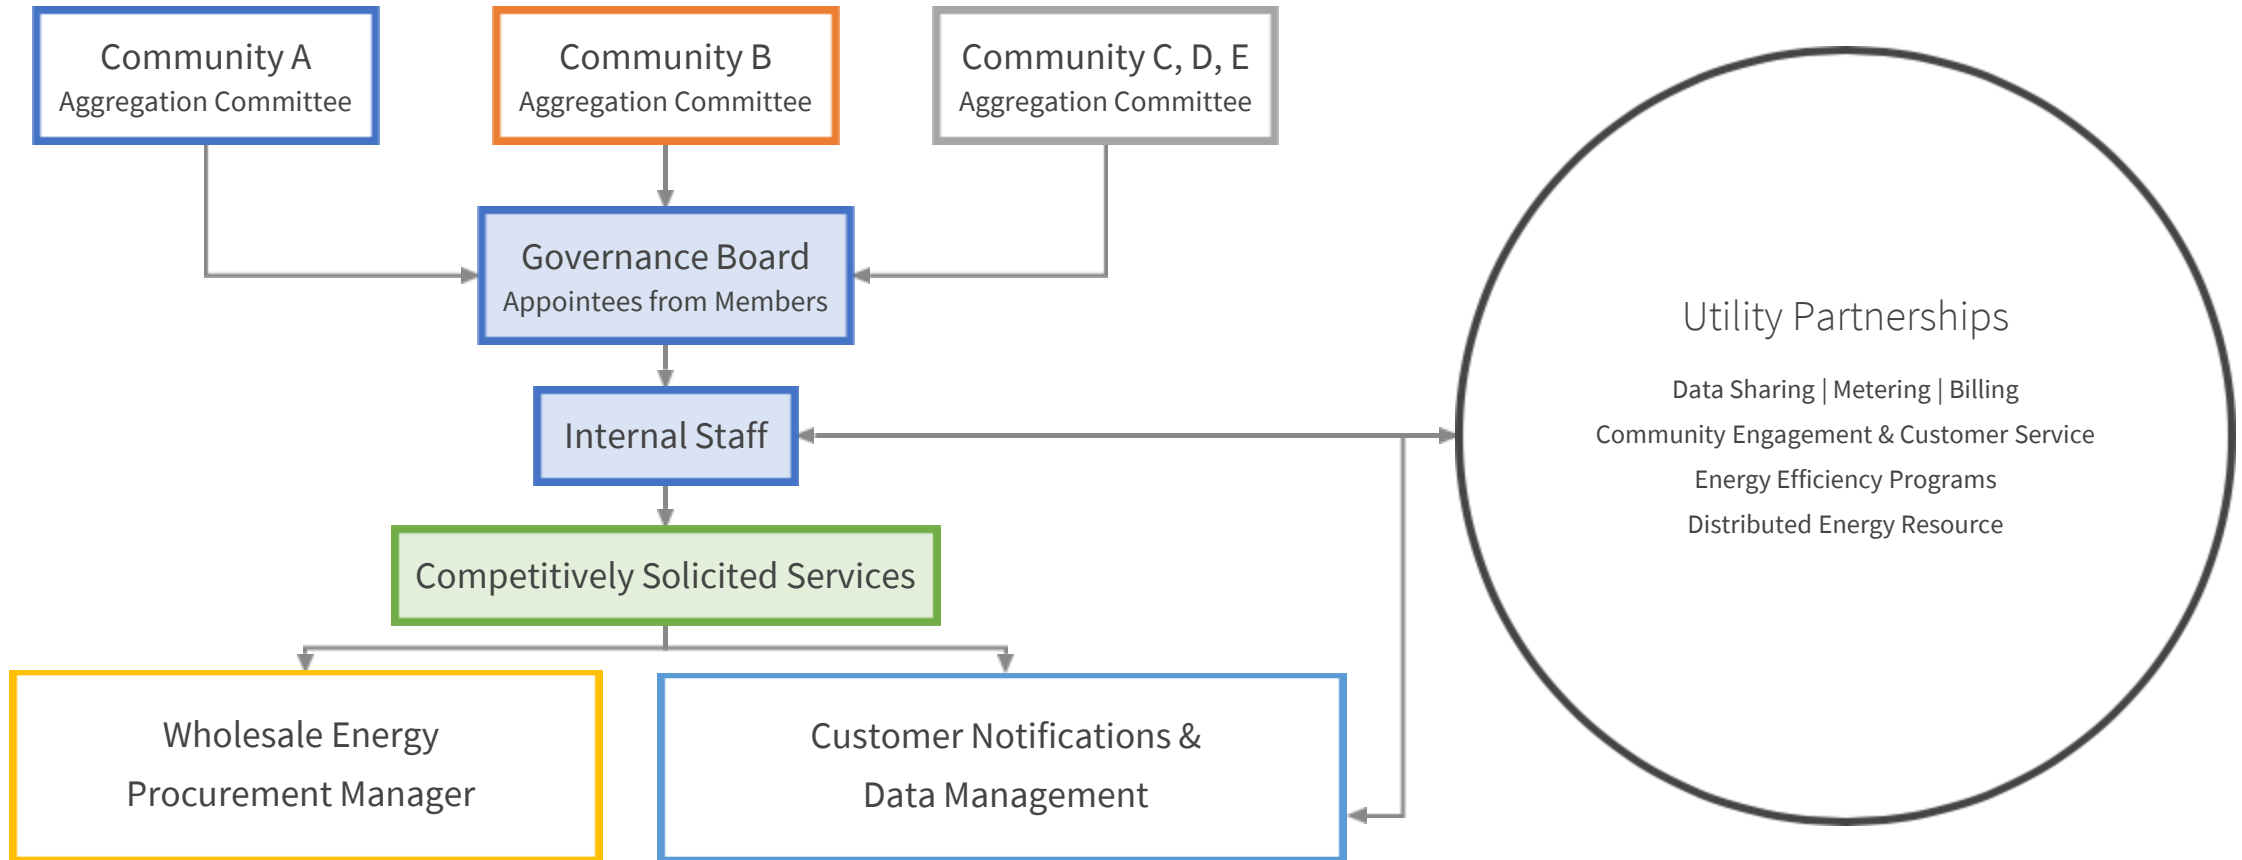 Community A
Aggregation Committee
Community B
Aggregation Committee
Community C, D, E
Aggregation Committee
Governance Board
Appointees from Members
Internal Staff
Competitively Solicited Services
Wholesale Energy
Procurement Manager
Customer Notifications &
Data Management
Utility Partnerships
Data Sharing | Metering | Billing
Community Engagement & Customer Service
Energy Efficiency Programs
Distributed Energy Resource